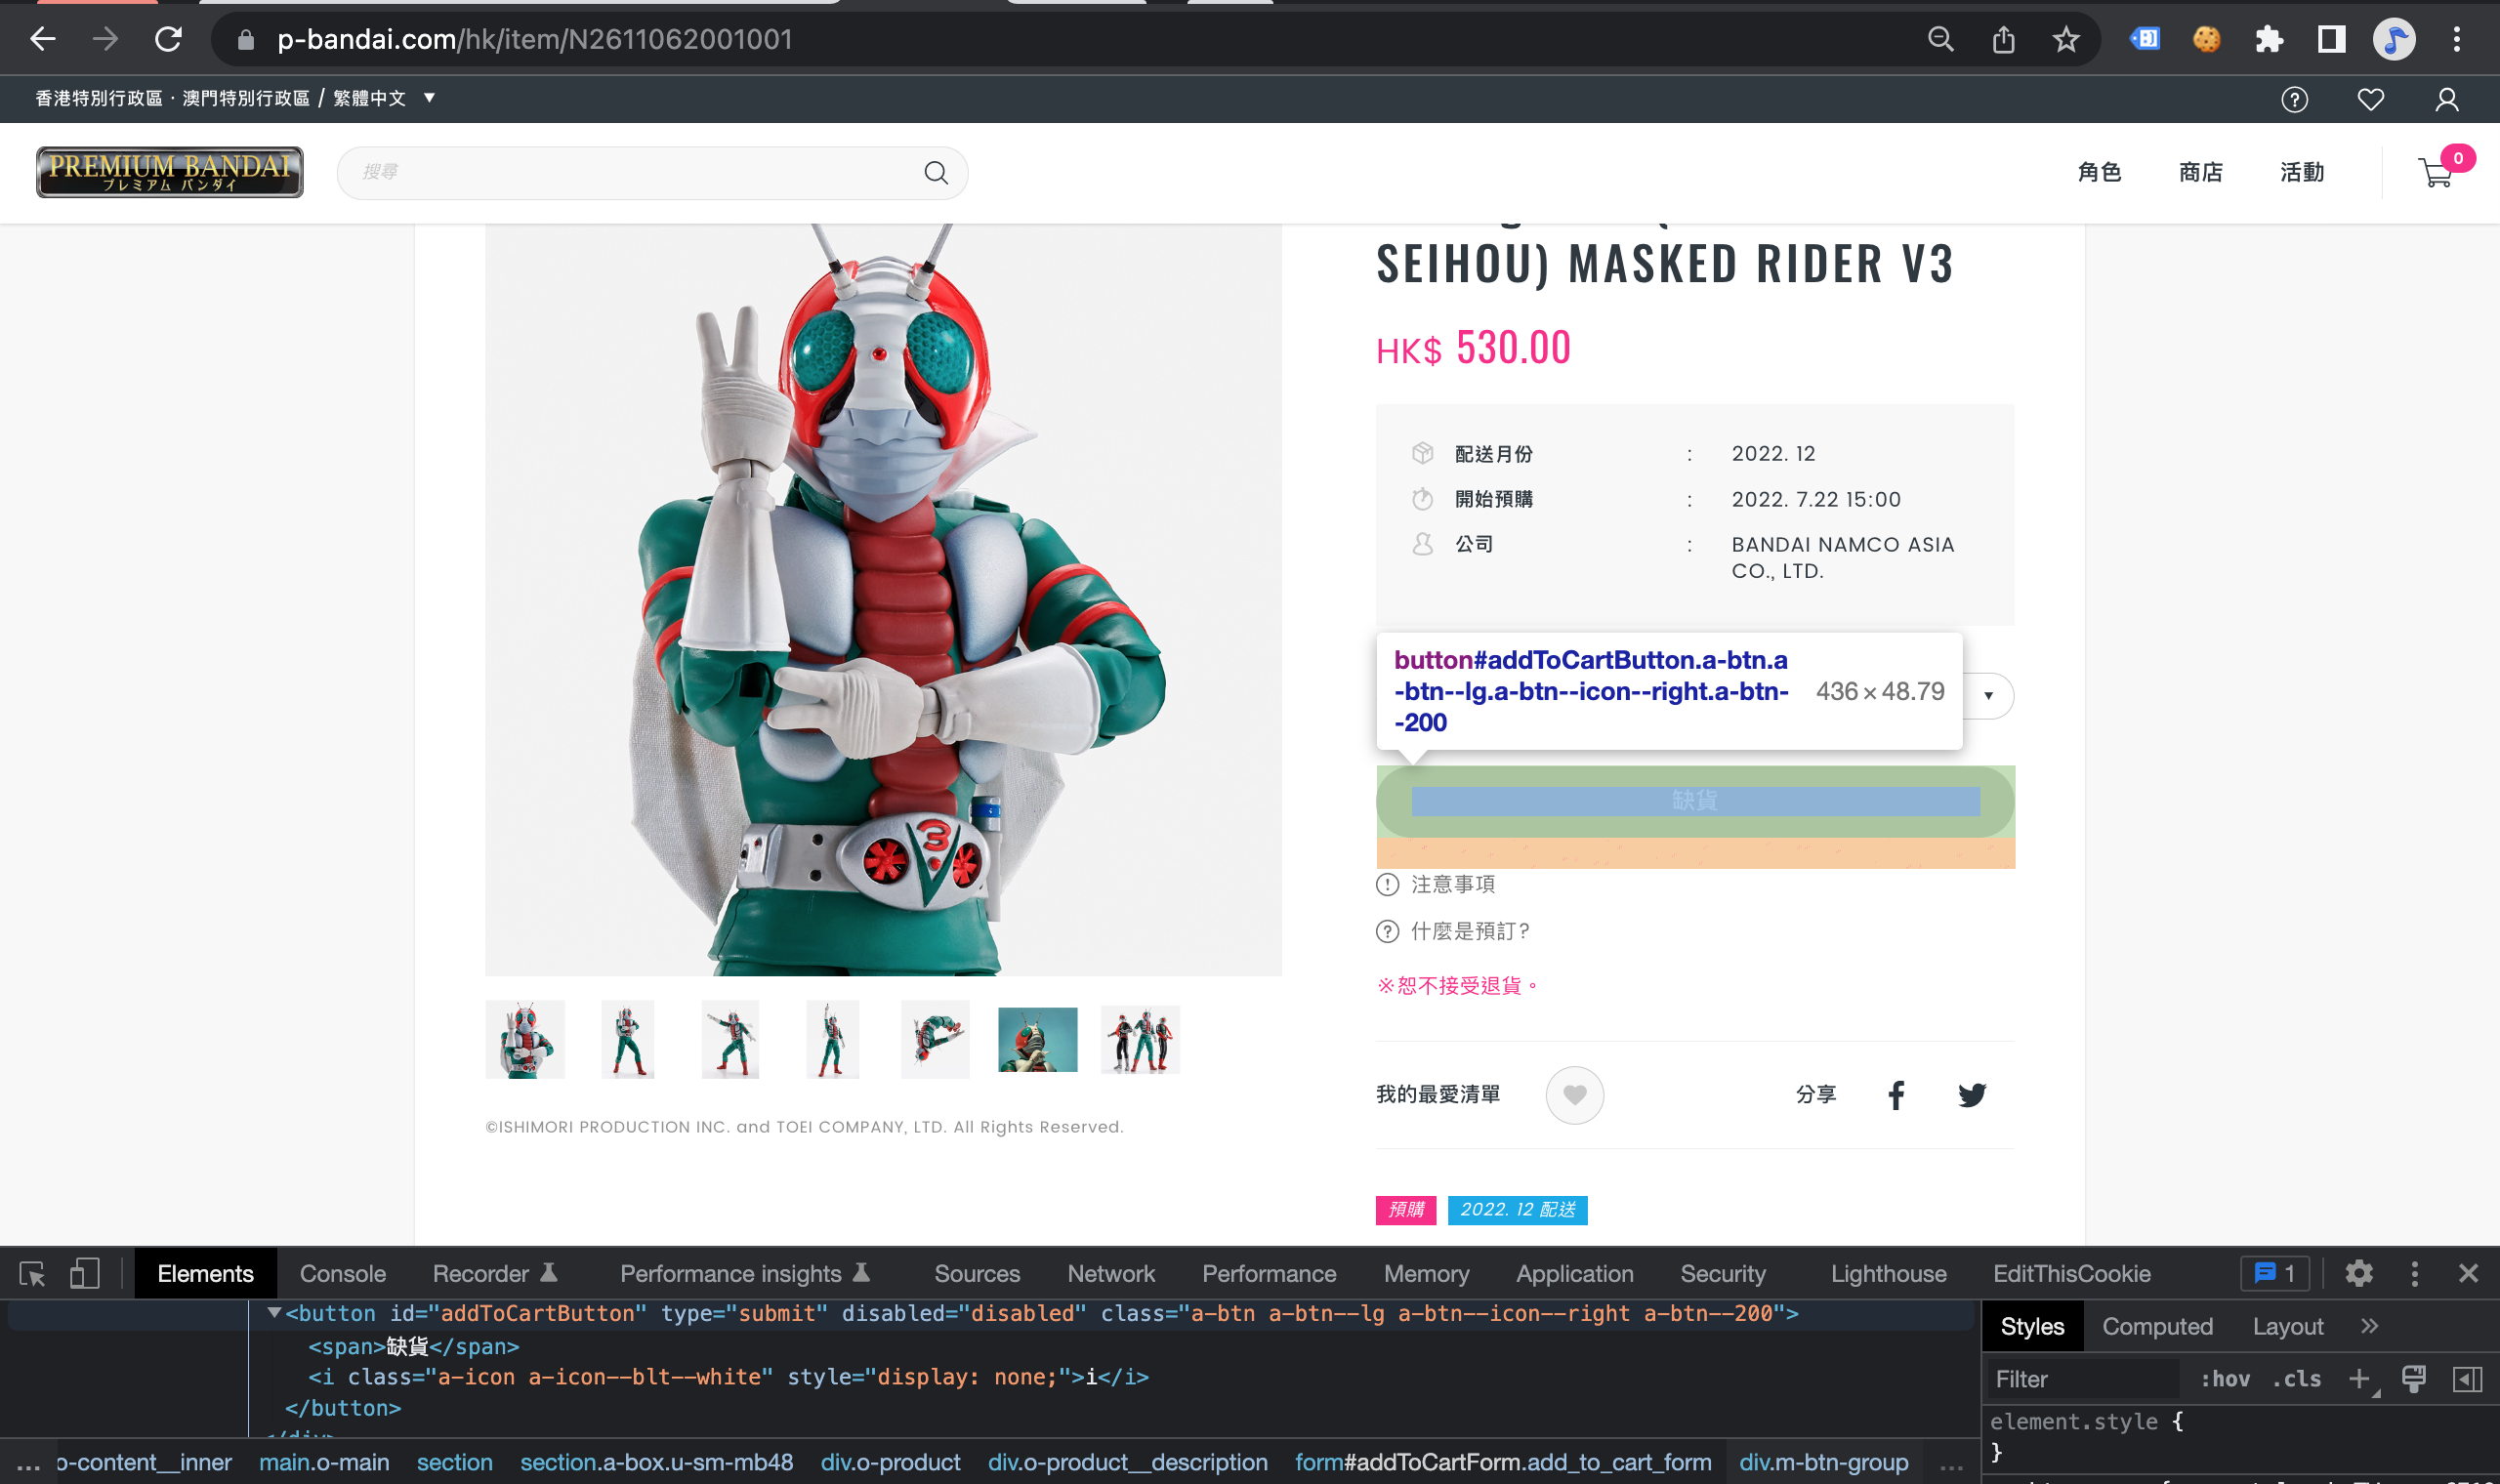 p-bandai.com/hk/item/N2611062001001
香港特別行政區 · 澳門特別行政區 / 繁體中文 ▼
PREMIUM BANDAI
プレミアム バンダイ
搜尋
角色
商店
活動
0
SEIHOU) MASKED RIDER V3
HK$ 530.00
配送月份 : 2022. 12
開始預購 : 2022. 7.22 15:00
公司 : BANDAI NAMCO ASIA
CO., LTD.
button#addToCartButton.a-btn.a
-btn--lg.a-btn--icon--right.a-btn-
-200
436 × 48.79
缺貨
注意事項
什麼是預訂?
※恕不接受退貨。
我的最愛清單
分享
©ISHIMORI PRODUCTION INC. and TOEI COMPANY, LTD. All Rights Reserved.
預購
2022. 12 配送
Elements Console Recorder Performance insights Sources Network Performance Memory Application Security Lighthouse EditThisCookie 1
<button id="addToCartButton" type="submit" disabled="disabled" class="a-btn a-btn--lg a-btn--icon--right a-btn--200">
<span>缺貨</span>
<i class="a-icon a-icon--blt--white" style="display: none;">i</i>
</button>
</div>
... o-content__inner main.o-main section section.a-box.u-sm-mb48 div.o-product div.o-product__description form#addToCartForm.add_to_cart_form div.m-btn-group ...
Styles Computed Layout »
Filter :hov .cls +
element.style {
}